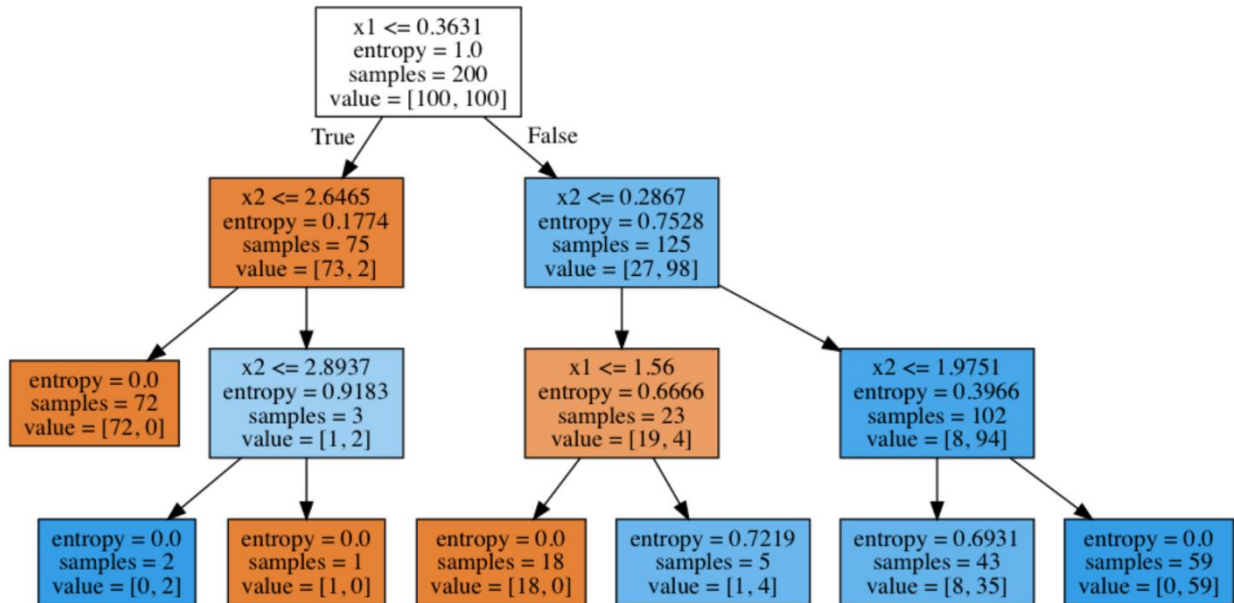 x1 <= 0.3631
entropy = 1.0
samples = 200
value = [100, 100]
True
False
x2 <= 2.6465
entropy = 0.1774
samples = 75
value = [73, 2]
x2 <= 0.2867
entropy = 0.7528
samples = 125
value = [27, 98]
entropy = 0.0
samples = 72
value = [72, 0]
x2 <= 2.8937
entropy = 0.9183
samples = 3
value = [1, 2]
x1 <= 1.56
entropy = 0.6666
samples = 23
value = [19, 4]
x2 <= 1.9751
entropy = 0.3966
samples = 102
value = [8, 94]
entropy = 0.0
samples = 2
value = [0, 2]
entropy = 0.0
samples = 1
value = [1, 0]
entropy = 0.0
samples = 18
value = [18, 0]
entropy = 0.7219
samples = 5
value = [1, 4]
entropy = 0.6931
samples = 43
value = [8, 35]
entropy = 0.0
samples = 59
value = [0, 59]